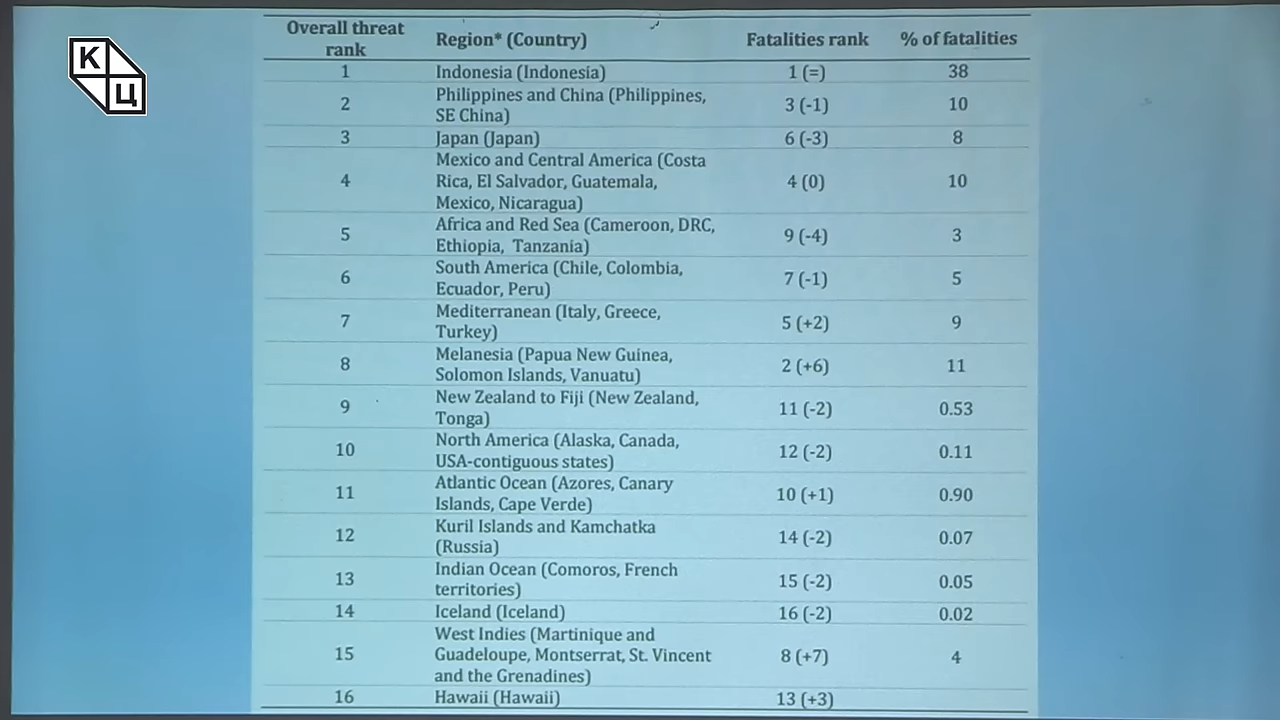 К
Ц
Overall threat rank Region* (Country) Fatalities rank % of fatalities
1 Indonesia (Indonesia) 1 (=) 38
2 Philippines and China (Philippines, SE China) 3 (-1) 10
3 Japan (Japan) 6 (-3) 8
4 Mexico and Central America (Costa Rica, El Salvador, Guatemala, Mexico, Nicaragua) 4 (0) 10
5 Africa and Red Sea (Cameroon, DRC, Ethiopia, Tanzania) 9 (-4) 3
6 South America (Chile, Colombia, Ecuador, Peru) 7 (-1) 5
7 Mediterranean (Italy, Greece, Turkey) 5 (+2) 9
8 Melanesia (Papua New Guinea, Solomon Islands, Vanuatu) 2 (+6) 11
9 New Zealand to Fiji (New Zealand, Tonga) 11 (-2) 0.53
10 North America (Alaska, Canada, USA-contiguous states) 12 (-2) 0.11
11 Atlantic Ocean (Azores, Canary Islands, Cape Verde) 10 (+1) 0.90
12 Kuril Islands and Kamchatka (Russia) 14 (-2) 0.07
13 Indian Ocean (Comoros, French territories) 15 (-2) 0.05
14 Iceland (Iceland) 16 (-2) 0.02
15 West Indies (Martinique and Guadeloupe, Montserrat, St. Vincent and the Grenadines) 8 (+7) 4
16 Hawaii (Hawaii) 13 (+3)